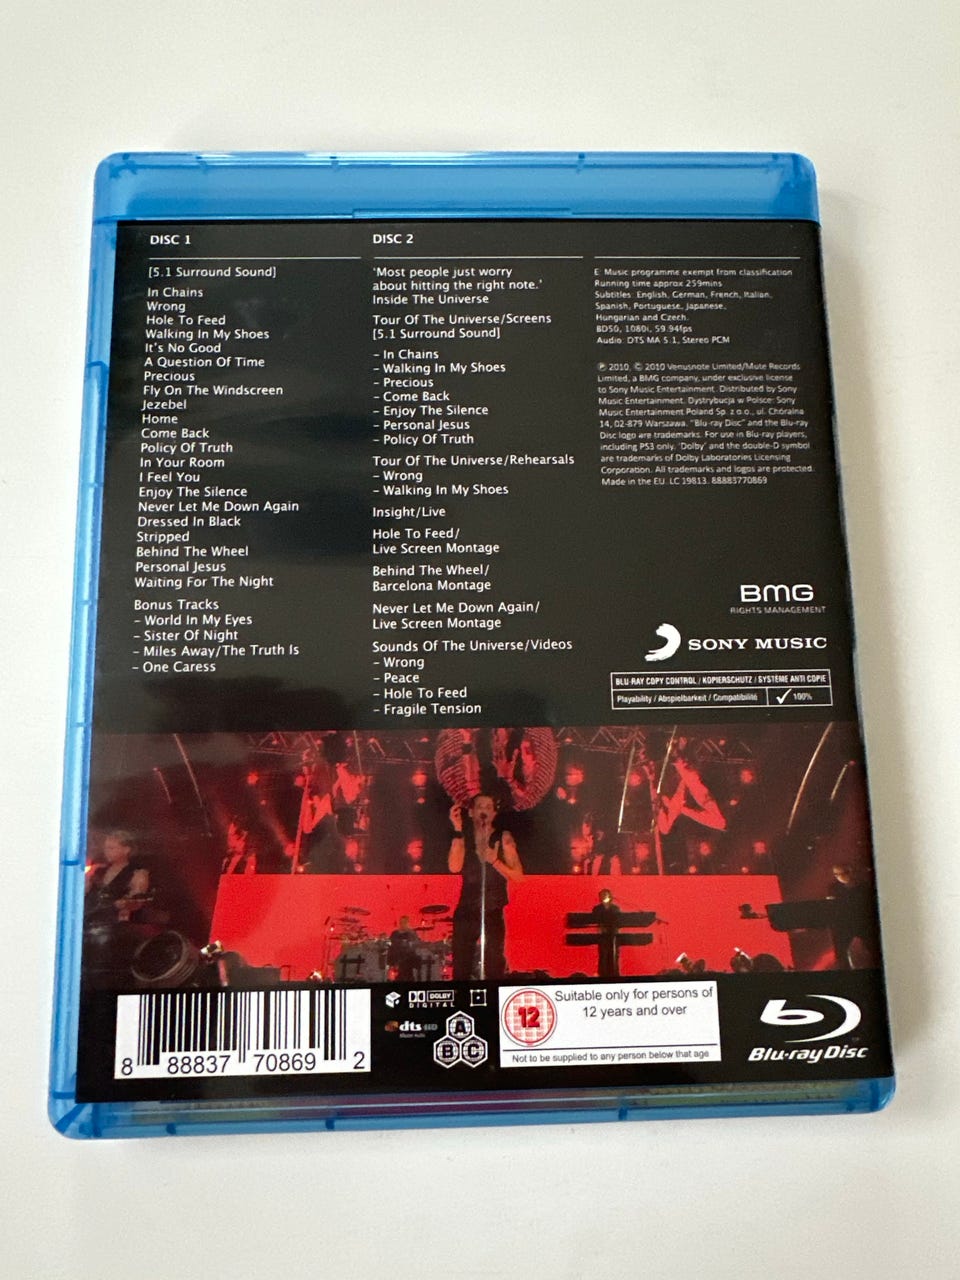 DISC 1
[5.1 Surround Sound]
In Chains
Wrong
Hole To Feed
Walking In My Shoes
It's No Good
A Question Of Time
Precious
Fly On The Windscreen
Jezebel
Home
Come Back
Policy Of Truth
In Your Room
I Feel You
Enjoy The Silence
Never Let Me Down Again
Dressed In Black
Stripped
Behind The Wheel
Personal Jesus
Waiting For The Night
Bonus Tracks
- World In My Eyes
- Sister Of Night
- Miles Away/The Truth Is
- One Caress
DISC 2
'Most people just worry
about hitting the right note.'
Inside The Universe
Tour Of The Universe/Screens
[5.1 Surround Sound]
- In Chains
- Walking In My Shoes
- Precious
- Come Back
- Enjoy The Silence
- Personal Jesus
- Policy Of Truth
Tour Of The Universe/Rehearsals
- Wrong
- Walking In My Shoes
Insight/Live
Hole To Feed/
Live Screen Montage
Behind The Wheel/
Barcelona Montage
Never Let Me Down Again/
Live Screen Montage
Sounds Of The Universe/Videos
- Wrong
- Peace
- Hole To Feed
- Fragile Tension
E: Music programme exempt from classification
Running time approx 259mins
Subtitles: English, German, French, Italian,
Spanish, Portuguese, Japanese,
Hungarian and Czech.
BD50, 1080i, 59.94fps
Audio: DTS MA 5.1, Stereo PCM
℗ 2010, © 2010 Venusnote Limited/Mute Records
Limited, a BMG company, under exclusive license
to Sony Music Entertainment. Distributed by Sony
Music Entertainment. Dystrybucja w Polsce: Sony
Music Entertainment Poland Sp. z o.o., ul. Chóralna
14, 02-879 Warszawa. "Blu-ray Disc" and the Blu-ray
Disc logo are trademarks. For use in Blu-ray players,
including PS3 only. 'Dolby' and the double-D symbol
are trademarks of Dolby Laboratories Licensing
Corporation. All trademarks and logos are protected.
Made in the EU. LC 19813. 88883770869
BMG
RIGHTS MANAGEMENT
SONY MUSIC
BLU-RAY COPY CONTROL / KOPIERSCHUTZ / SYSTÈME ANTI COPIE
Playability / Abspielbarkeit / Compatibilité 100%
8 88837 70869 2
DOLBY
DIGITAL
dts HD
A
B C
12
Suitable only for persons of
12 years and over
Not to be supplied to any person below that age
Blu-ray Disc